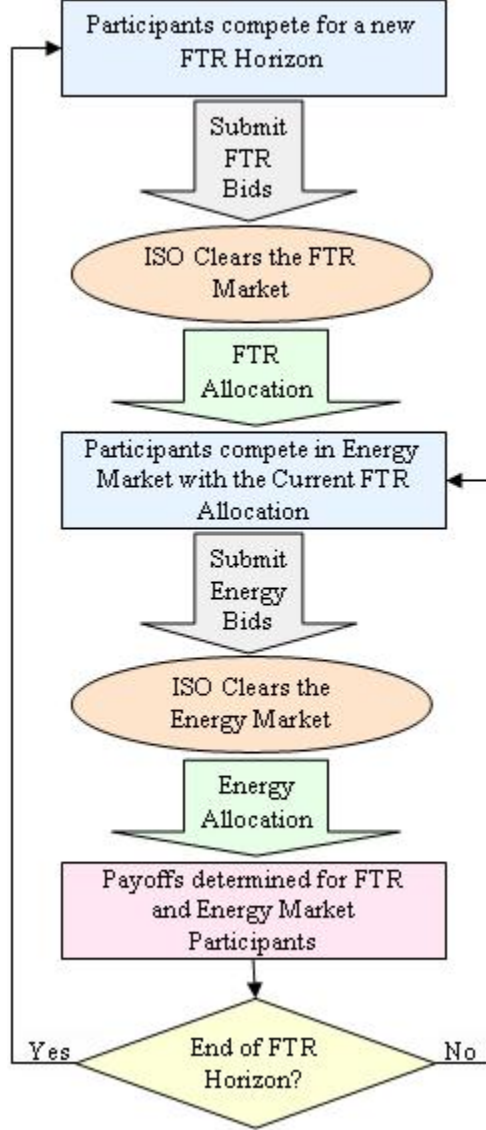 Participants compete for a new
FTR Horizon
Submit
FTR
Bids
ISO Clears the FTR
Market
FTR
Allocation
Participants compete in Energy
Market with the Current FTR
Allocation
Submit
Energy
Bids
ISO Clears the
Energy Market
Energy
Allocation
Payoffs determined for FTR
and Energy Market
Participants
Yes
End of FTR
Horizon?
No